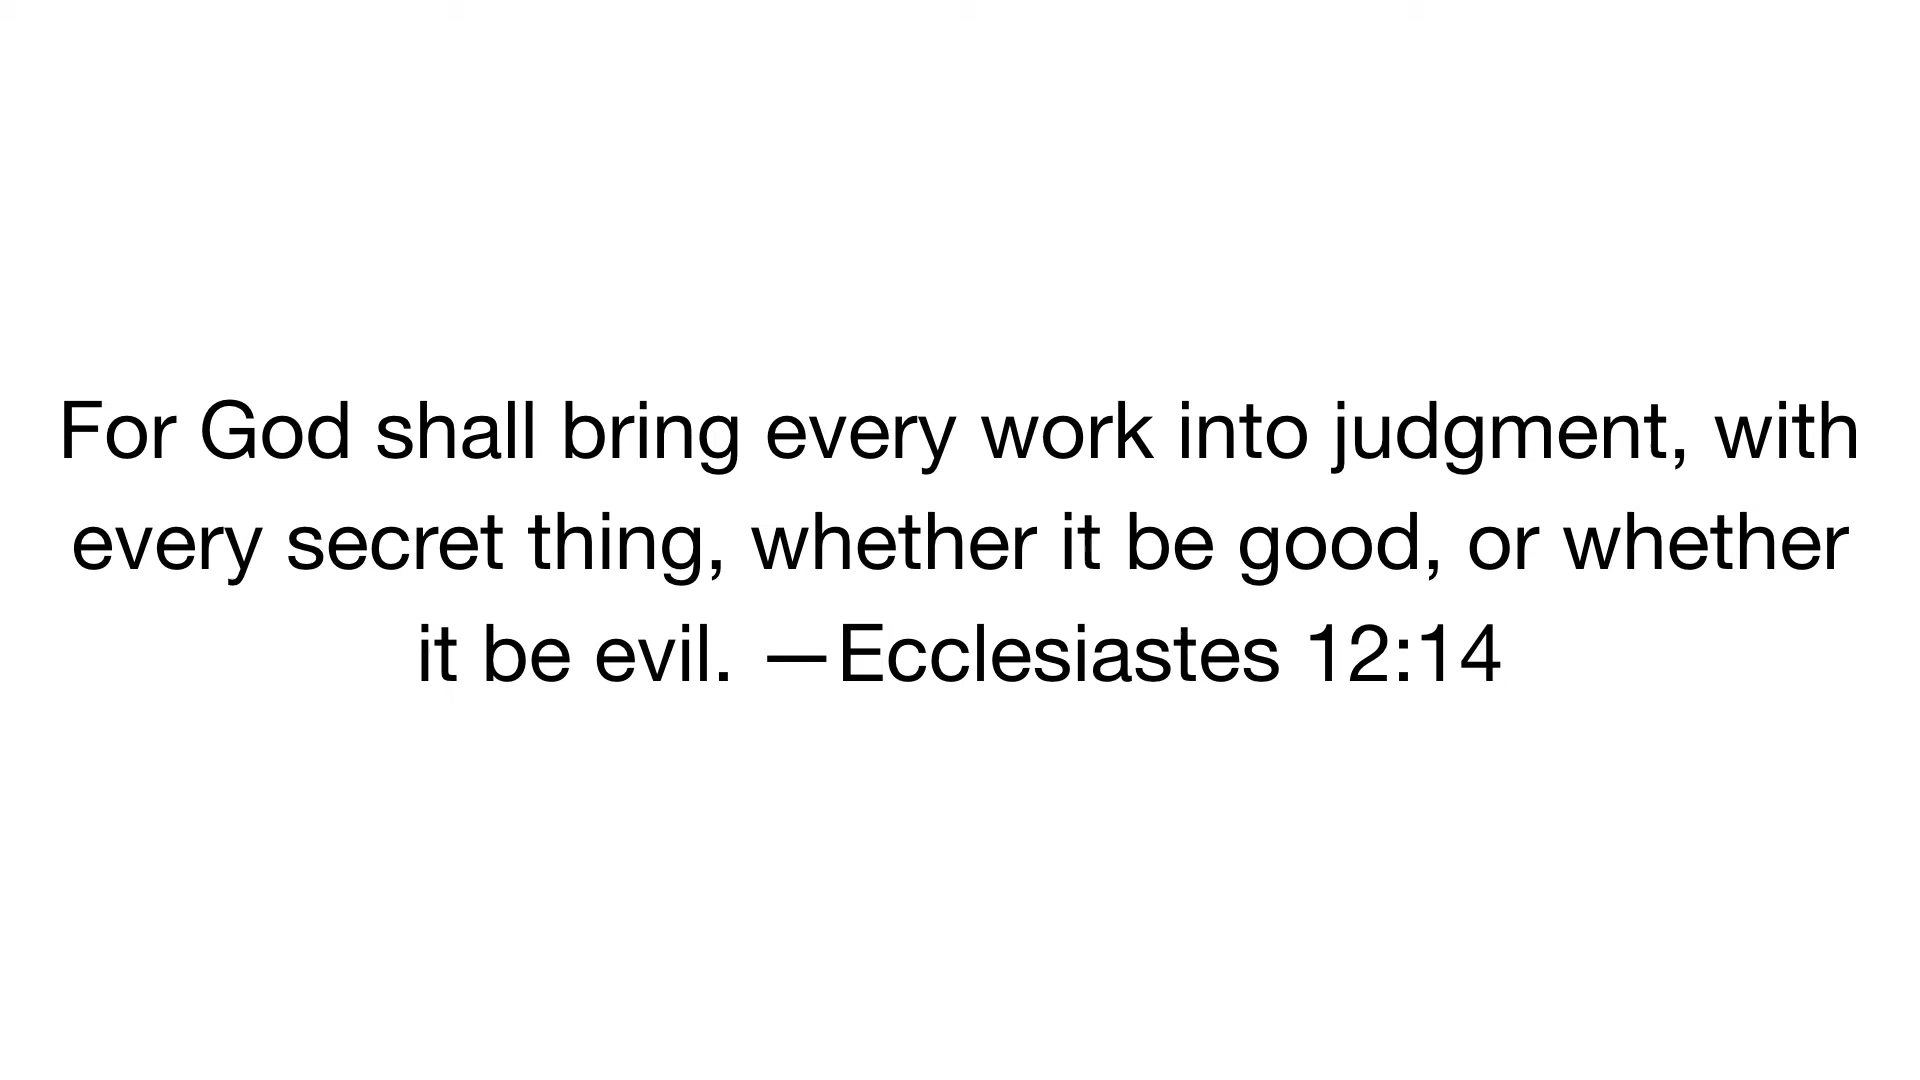 For God shall bring every work into judgment, with
every secret thing, whether it be good, or whether
it be evil. —Ecclesiastes 12:14